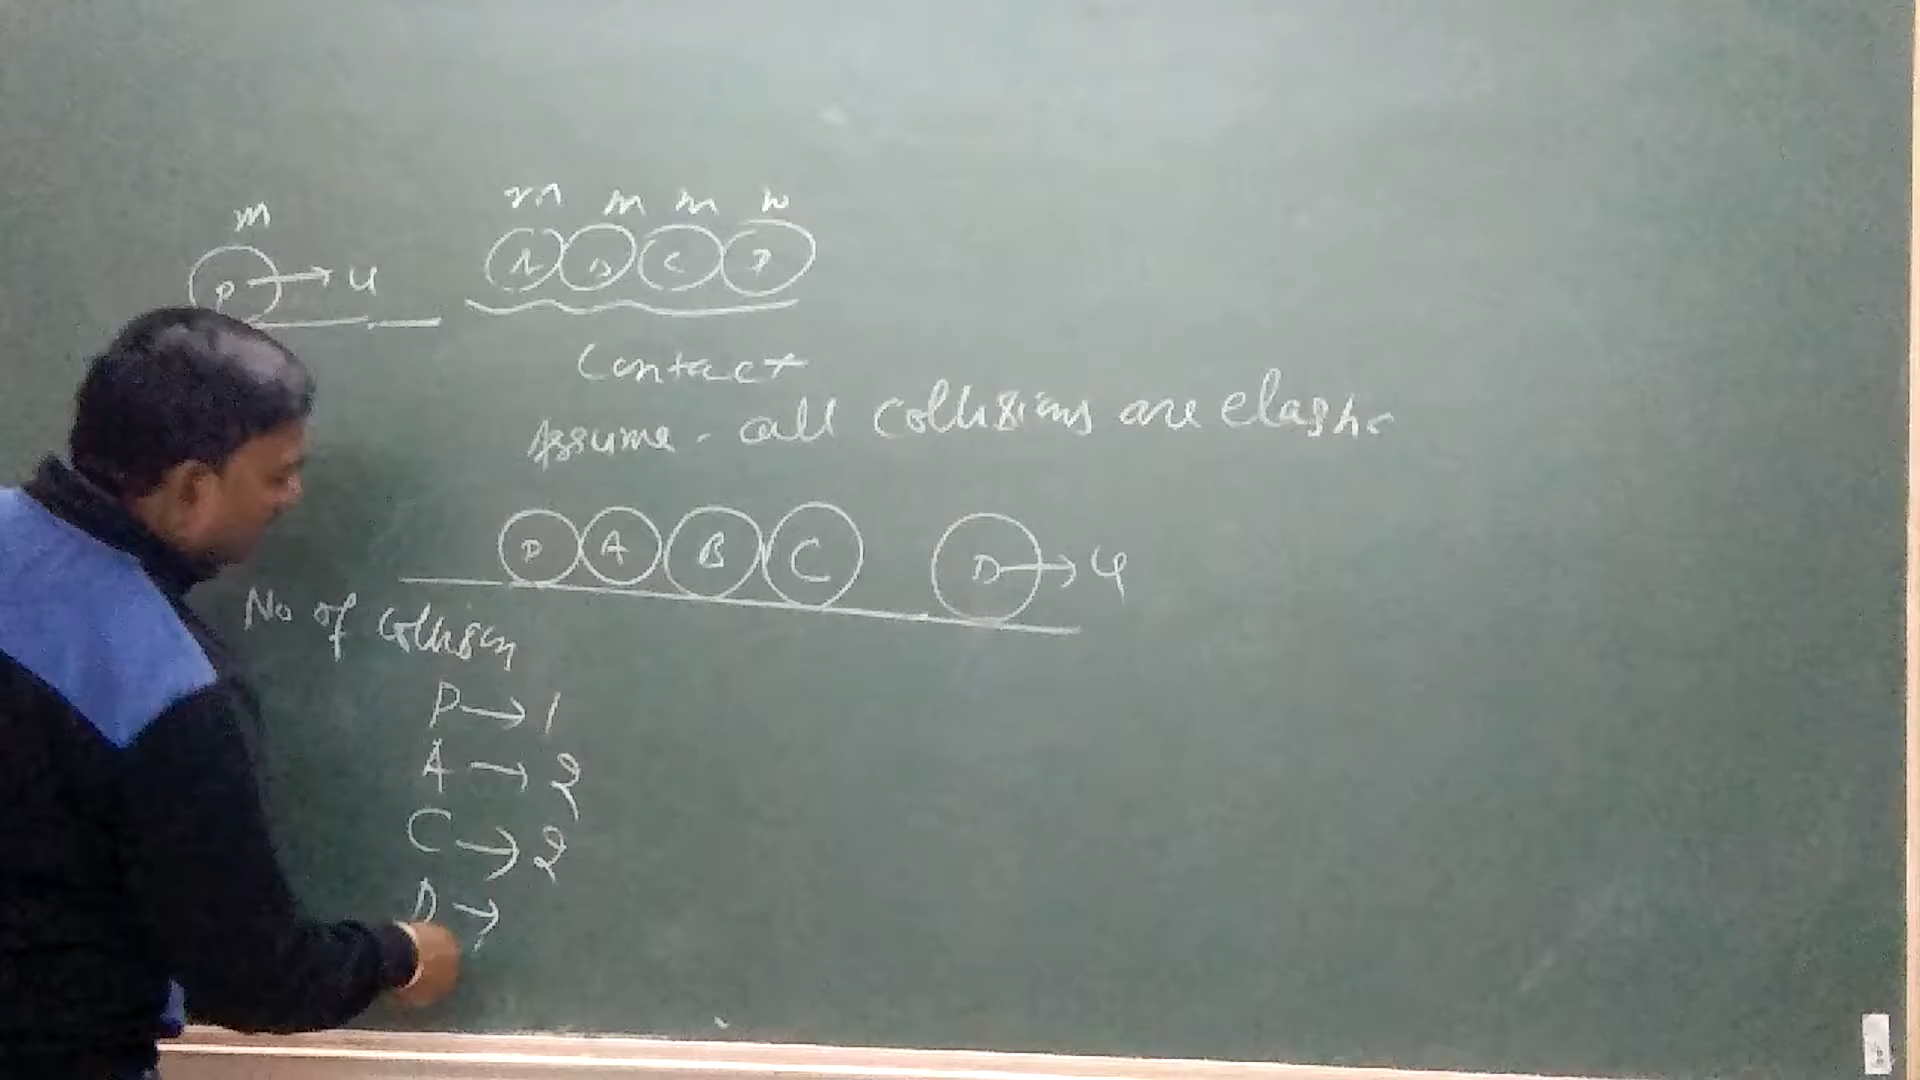 m m m m m
P → u A B C D
Contact
Assume - all collisions are elastic
P A B C D → u
No of collision
P → 1
A → 2
C → 2
D →